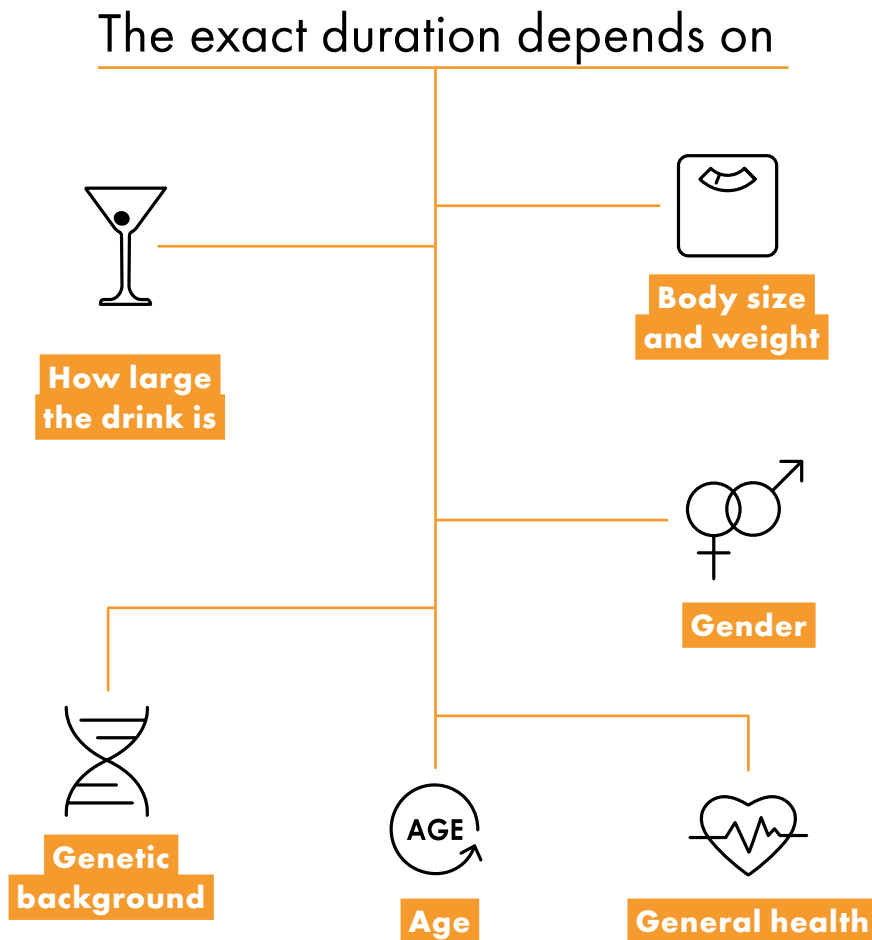 The exact duration depends on
Body size
and weight
How large
the drink is
Gender
Genetic
background
AGE
Age
General health